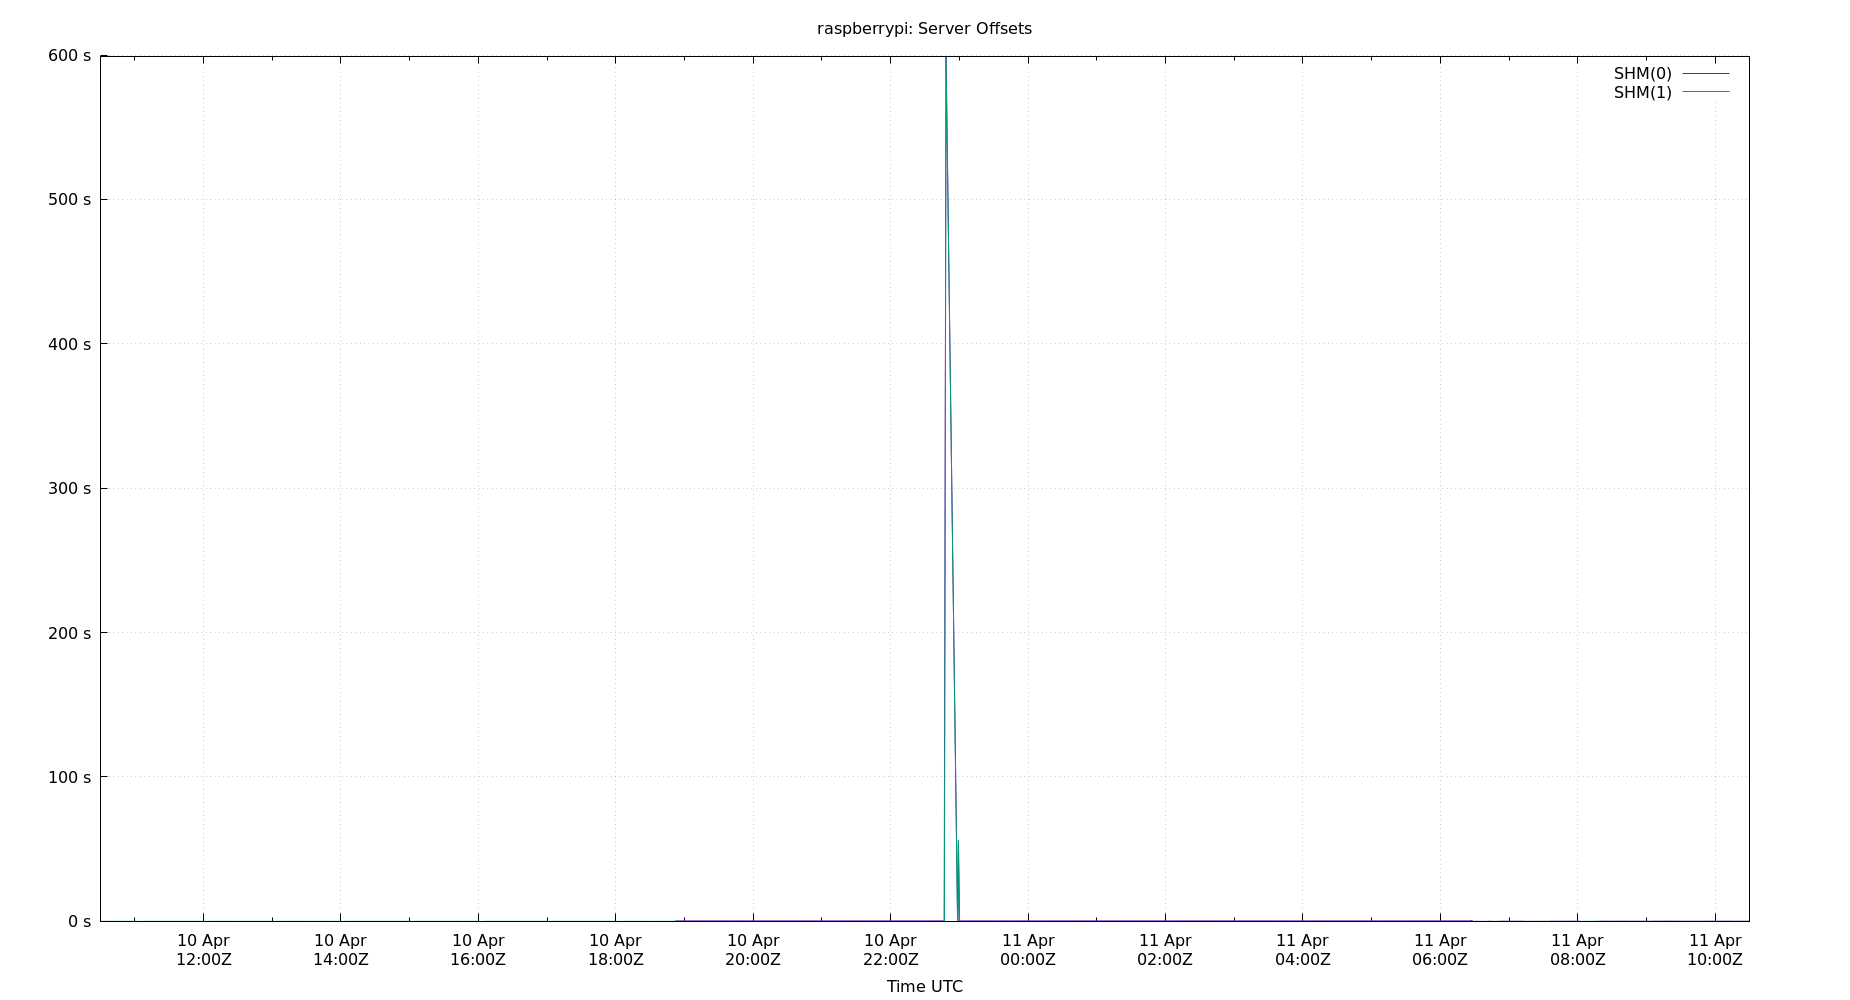 raspberrypi: Server Offsets
600 s
SHM(0)
SHM(1)
500 s
400 s
300 s
200 s
100 s
0 s
10 Apr 10 Apr 10 Apr 10 Apr 10 Apr 10 Apr 11 Apr 11 Apr 11 Apr 11 Apr 11 Apr 11 Apr
12:00Z 14:00Z 16:00Z 18:00Z 20:00Z 22:00Z 00:00Z 02:00Z 04:00Z 06:00Z 08:00Z 10:00Z
Time UTC